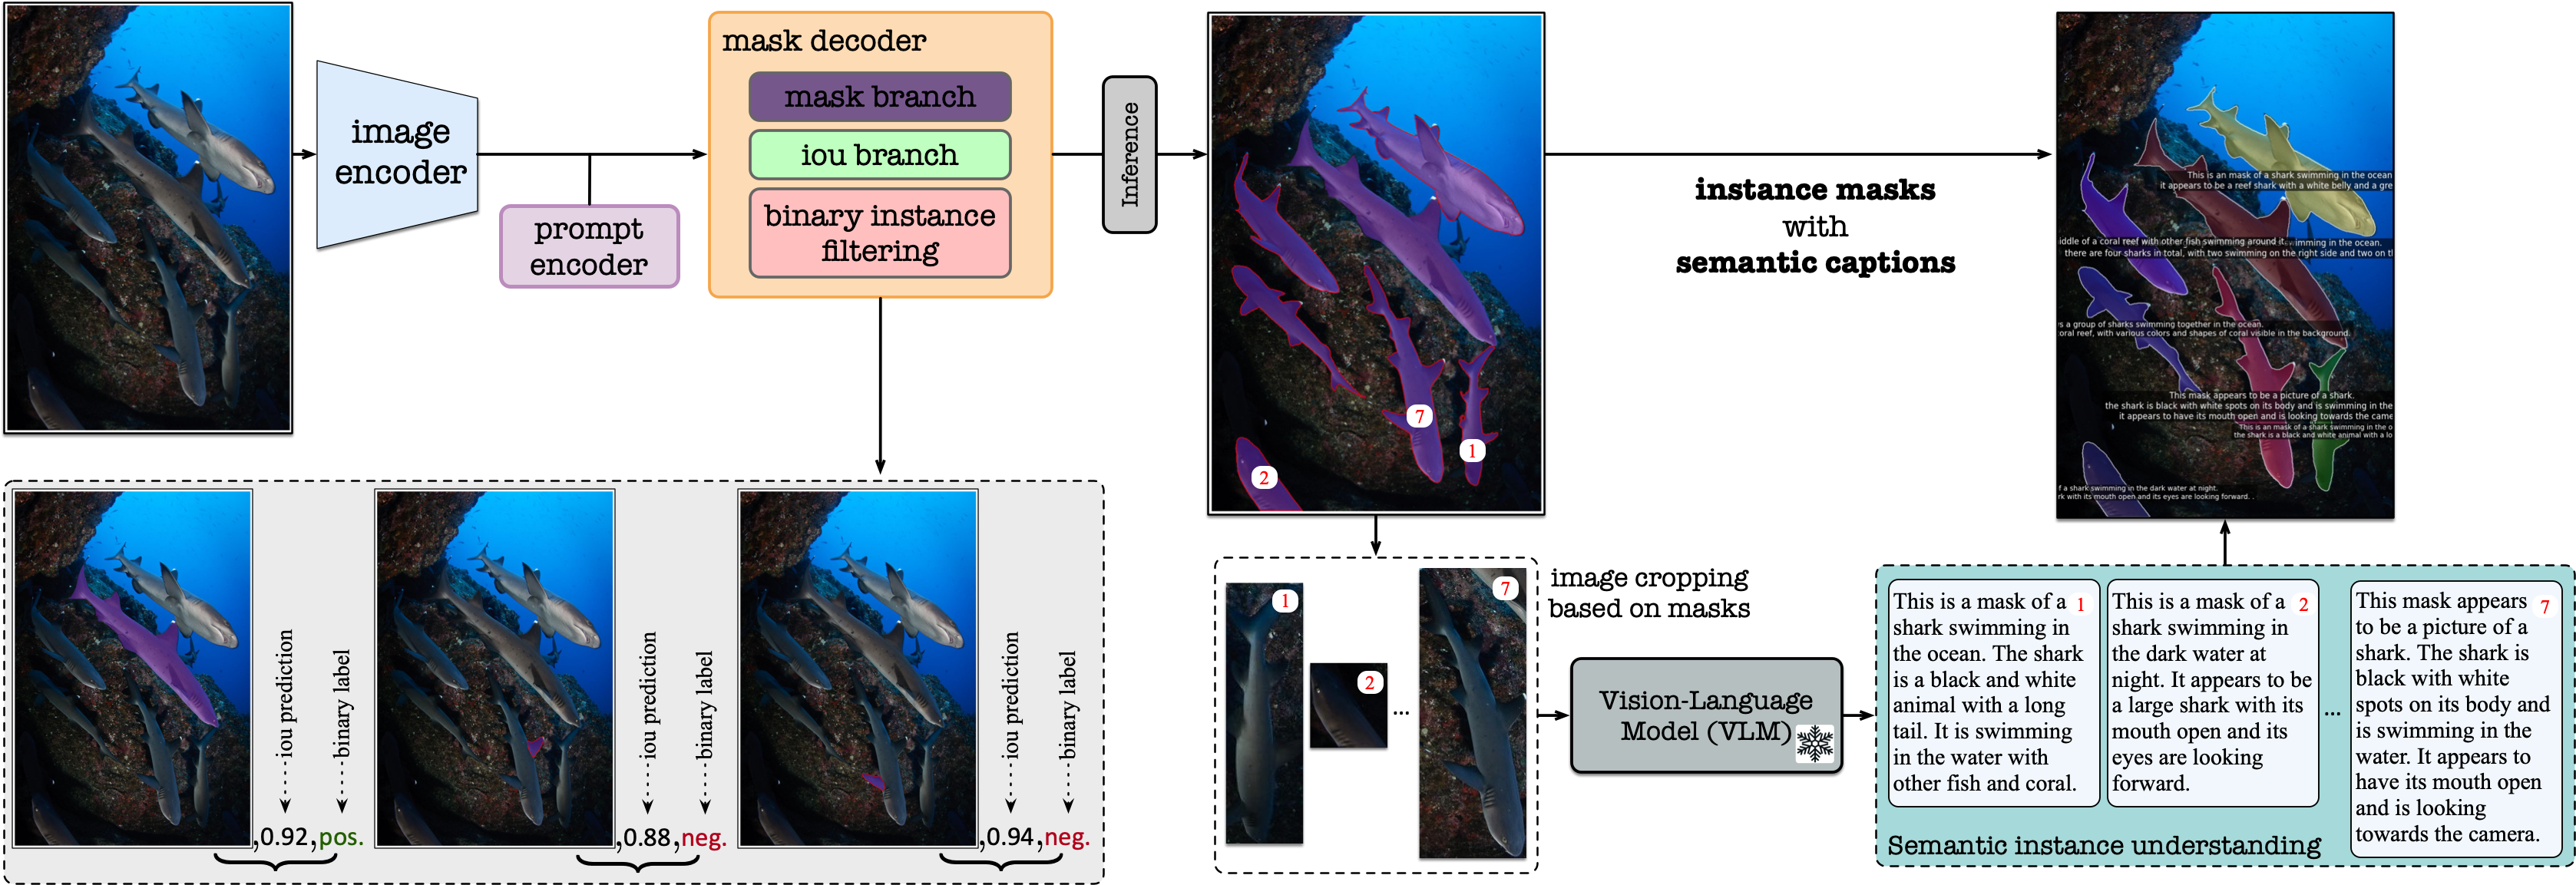 image
encoder
prompt
encoder
mask decoder
mask branch
iou branch
binary instance
filtering
Inference
7
1
2
instance masks
with
semantic captions
This is an mask of a shark swimming in the ocean
it appears to be a reef shark with a white belly and a gre
iddle of a coral reef with other fish swimming around it.
imming in the ocean.
there are four sharks in total, with two swimming on the right side and two on tl
s a group of sharks swimming together in the ocean.
oral reef, with various colors and shapes of coral visible in the background.
This mask appears to be a picture of a shark.
the shark is black with white spots on its body and is swimming in the
it appears to have its mouth open and is looking towards the came
This is an mask of a shark swimming in the o
the shark is a black and white animal with a lo
f a shark swimming in the dark water at night.
rk with its mouth open and its eyes are looking forward. .
iou prediction
binary label
,0.92,pos.
iou prediction
binary label
,0.88,neg.
iou prediction
binary label
,0.94,neg.
1
2
...
7
image cropping
based on masks
Vision-Language
Model (VLM)
This is a mask of a 1
shark swimming in
the ocean. The shark
is a black and white
animal with a long
tail. It is swimming
in the water with
other fish and coral.
This is a mask of a 2
shark swimming in
the dark water at
night. It appears to be
a large shark with its
mouth open and its
eyes are looking
forward.
...
This mask appears 7
to be a picture of a
shark. The shark is
black with white
spots on its body and
is swimming in the
water. It appears to
have its mouth open
and is looking
towards the camera.
Semantic instance understanding